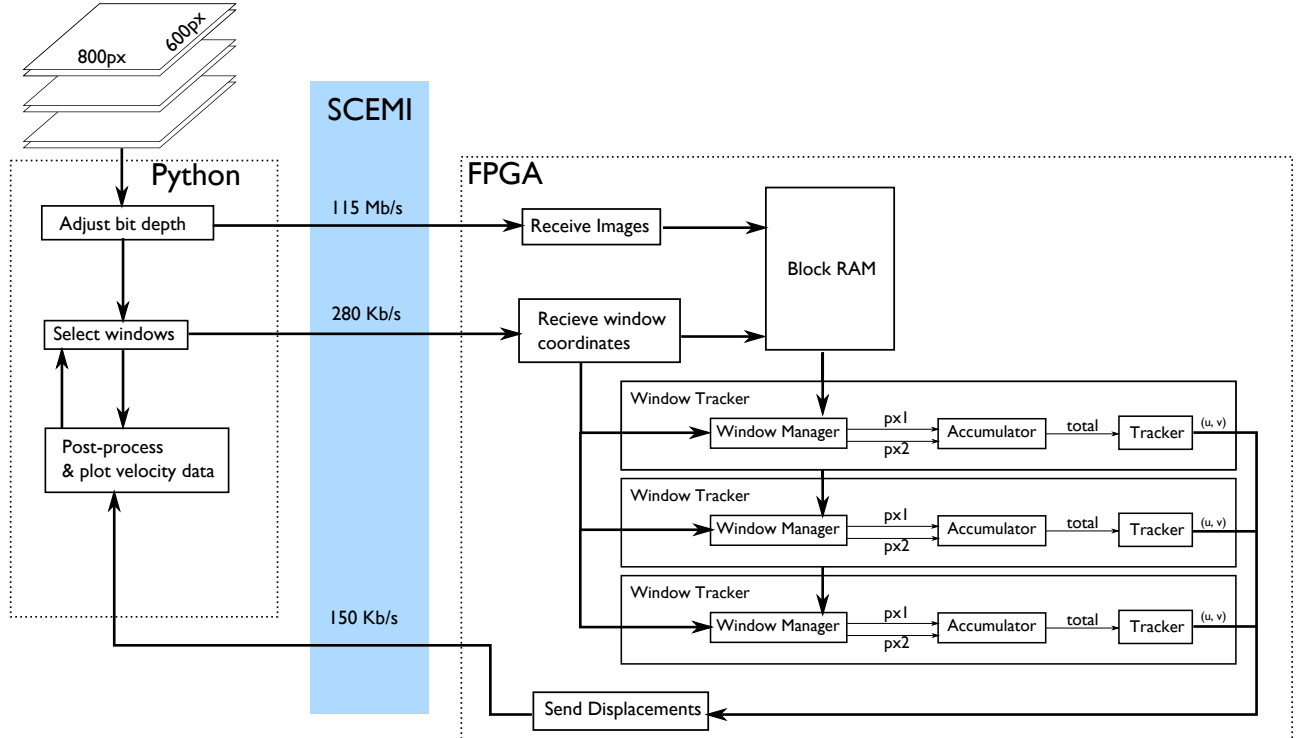 600px
800px
SCEMI
Python
FPGA
115 Mb/s
Adjust bit depth
Receive Images
Block RAM
280 Kb/s
Select windows
Recieve window
coordinates
Window Tracker
Window Manager
px1
px2
Accumulator
total
Tracker
(u, v)
Post-process
& plot velocity data
Window Tracker
Window Manager
px1
px2
Accumulator
total
Tracker
(u, v)
Window Tracker
Window Manager
px1
px2
Accumulator
total
Tracker
(u, v)
150 Kb/s
Send Displacements